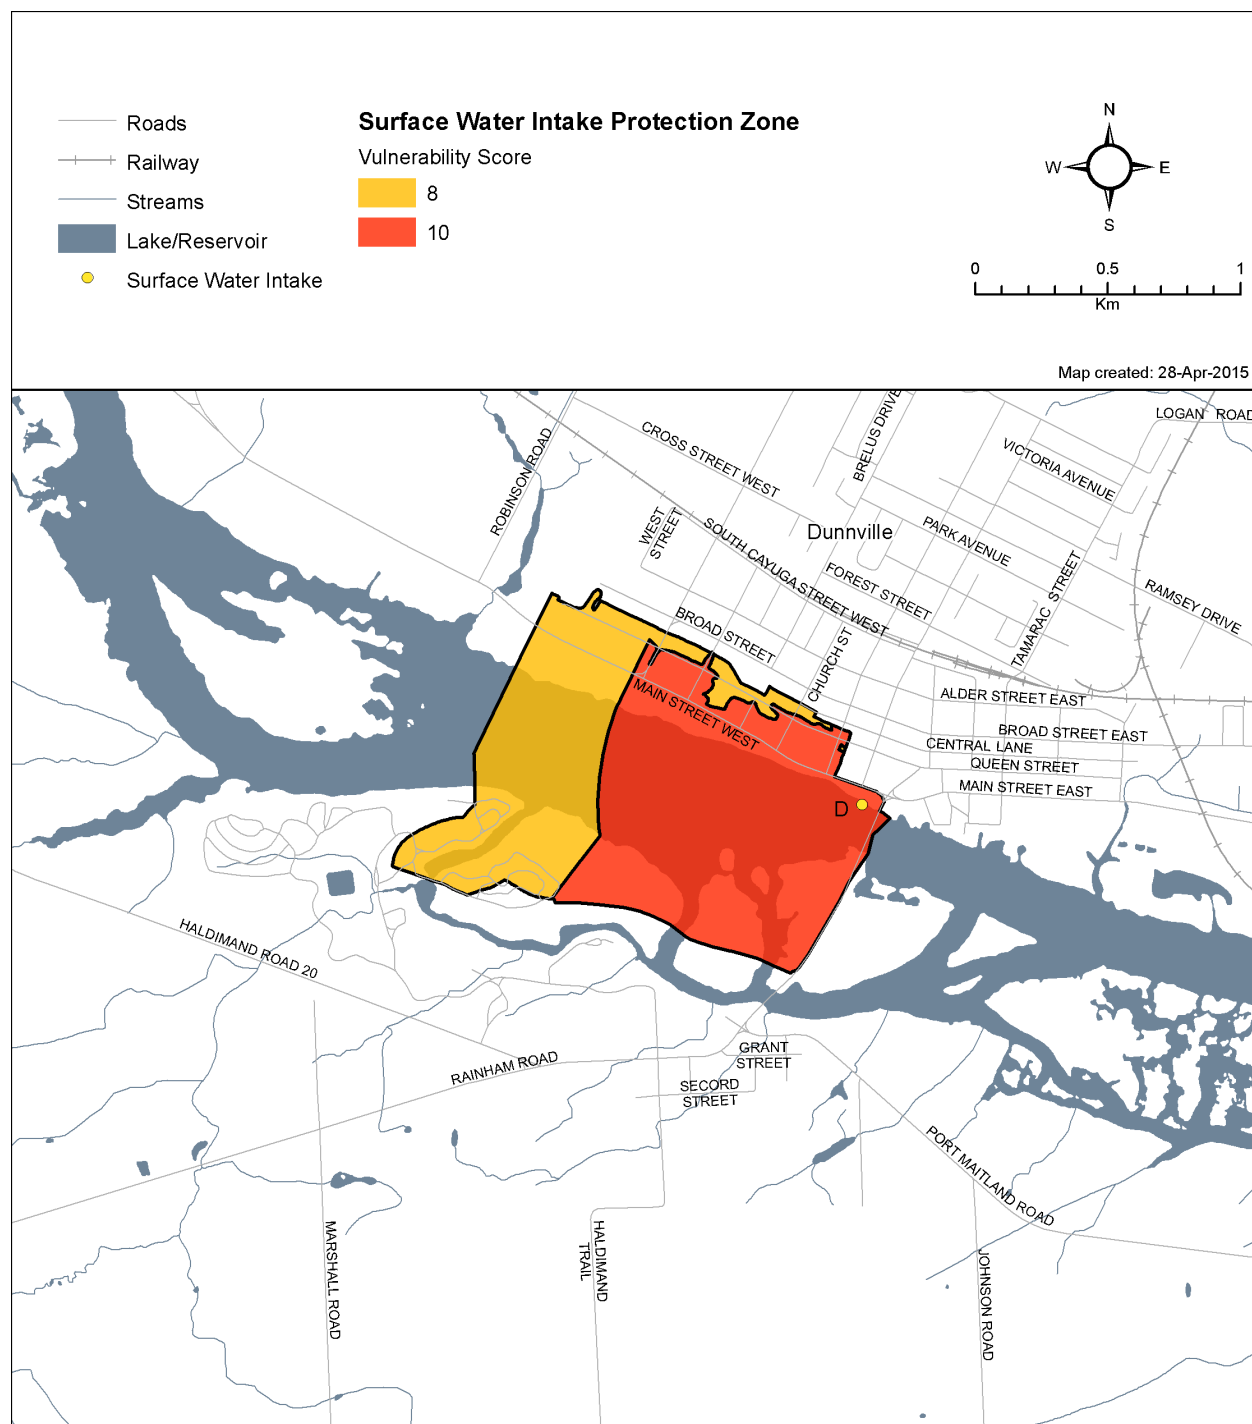 Roads
Railway
Streams
Lake/Reservoir
Surface Water Intake
Surface Water Intake Protection Zone
Vulnerability Score
8
10
N
W
E
S
0
0.5
1
Km
Map created: 28-Apr-2015
LOGAN ROAD
BRELUS DRIVE
CROSS STREET WEST
VICTORIA AVENUE
ROBINSON ROAD
WEST
STREET
SOUTH CAYUGA STREET WEST
Dunnville
PARK AVENUE
FOREST STREET
TAMARAC STREET
RAMSEY DRIVE
BROAD STREET
CHURCH ST
MAIN STREET WEST
ALDER STREET EAST
BROAD STREET EAST
CENTRAL LANE
QUEEN STREET
MAIN STREET EAST
D
HALDIMAND ROAD 20
RAINHAM ROAD
GRANT
STREET
SECORD
STREET
PORT MAITLAND ROAD
MARSHALL ROAD
HALDIMAND
TRAIL
JOHNSON ROAD